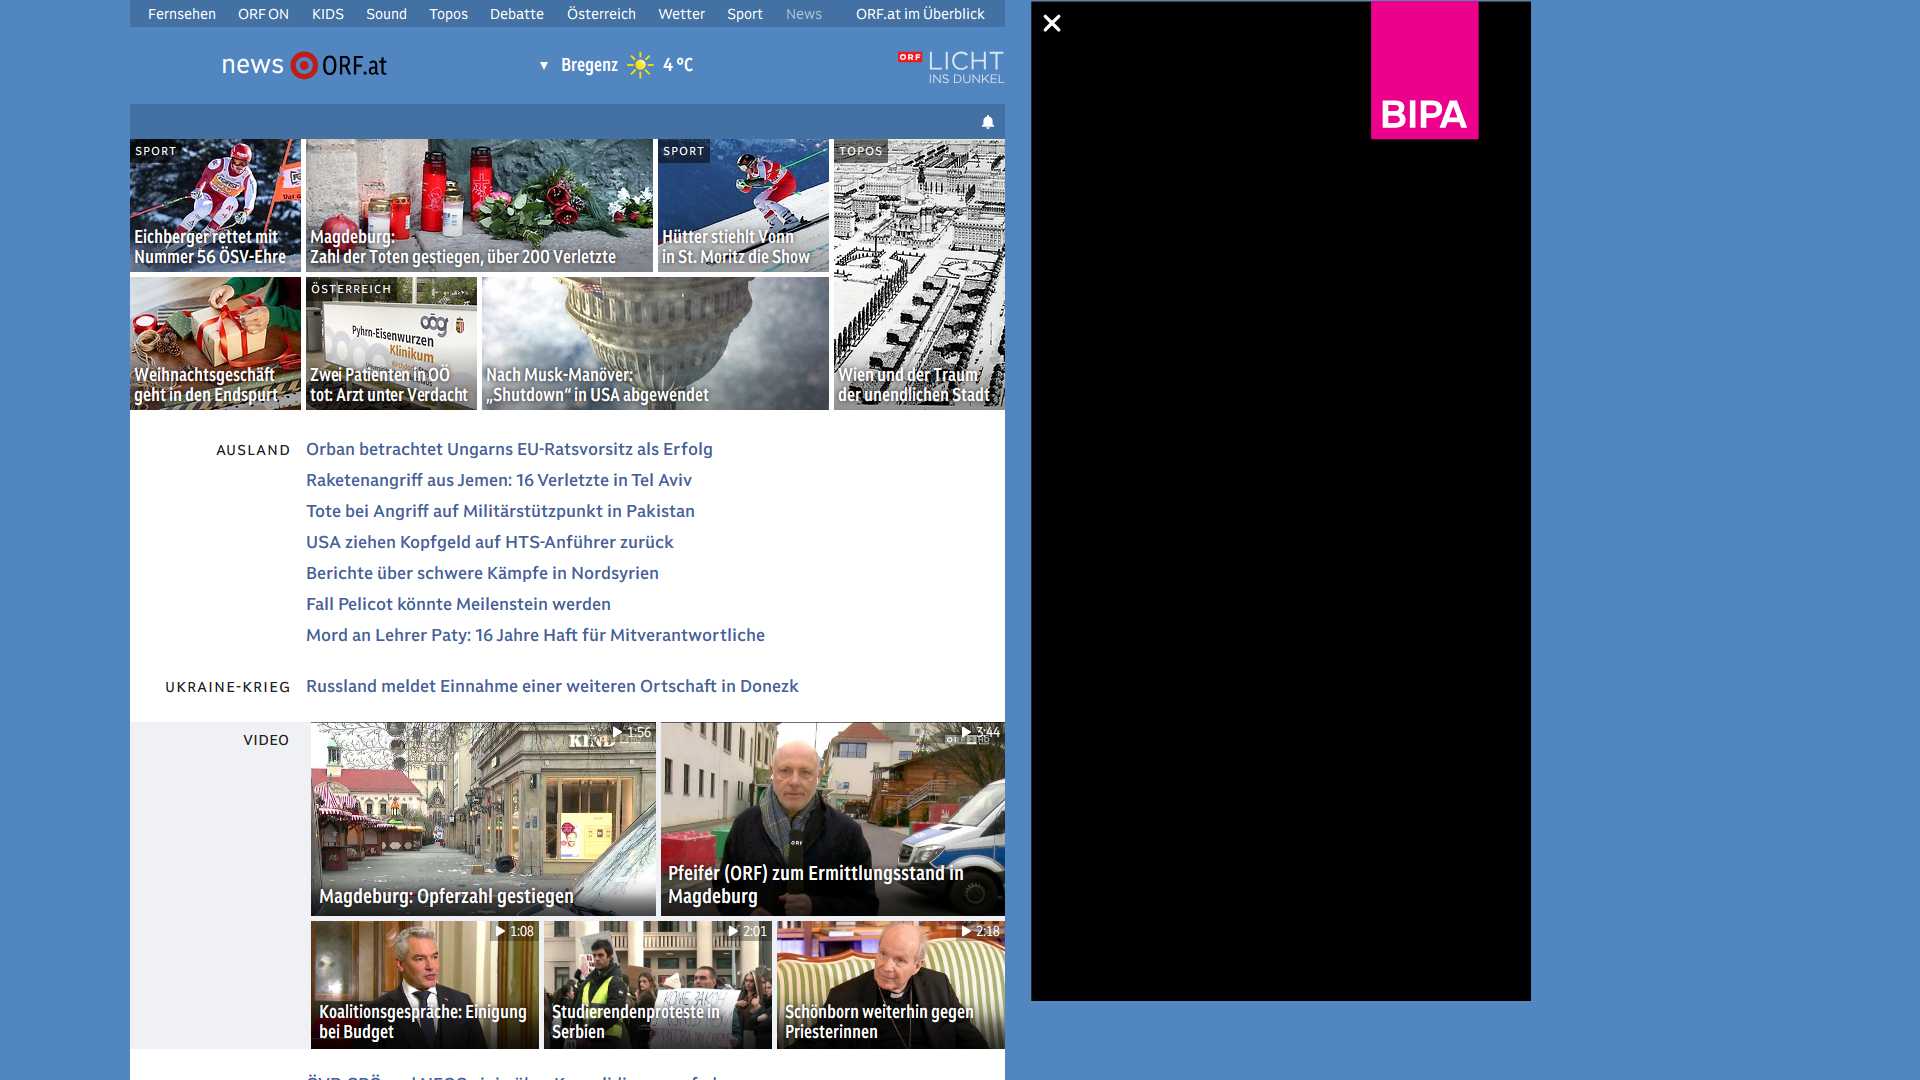 Fernsehen ORF ON KIDS Sound Topos Debatte Österreich Wetter Sport News ORF.at im Überblick
news ORF.at
▼ Bregenz 4 °C
ORF LICHT
INS DUNKEL
BIPA
SPORT
Eichberger rettet mit
Nummer 56 ÖSV-Ehre
Magdeburg:
Zahl der Toten gestiegen, über 200 Verletzte
SPORT
Hütter stiehlt Vonn
in St. Moritz die Show
TOPOS
Wien und der Traum
der unendlichen Stadt
Weihnachtsgeschäft
geht in den Endspurt
ÖSTERREICH
oög
Pyhrn-Eisenwurzen
Klinikum
Zwei Patienten in OÖ
tot: Arzt unter Verdacht
Nach Musk-Manöver:
„Shutdown“ in USA abgewendet
AUSLAND
Orban betrachtet Ungarns EU-Ratsvorsitz als Erfolg
Raketenangriff aus Jemen: 16 Verletzte in Tel Aviv
Tote bei Angriff auf Militärstützpunkt in Pakistan
USA ziehen Kopfgeld auf HTS-Anführer zurück
Berichte über schwere Kämpfe in Nordsyrien
Fall Pelicot könnte Meilenstein werden
Mord an Lehrer Paty: 16 Jahre Haft für Mitverantwortliche
UKRAINE-KRIEG
Russland meldet Einnahme einer weiteren Ortschaft in Donezk
VIDEO
1:56
KIND
Magdeburg: Opferzahl gestiegen
3:44
ORF
Pfeifer (ORF) zum Ermittlungsstand in
Magdeburg
1:08
Koalitionsgespräche: Einigung
bei Budget
2:01
Studierendenproteste in
Serbien
2:18
Schönborn weiterhin gegen
Priesterinnen